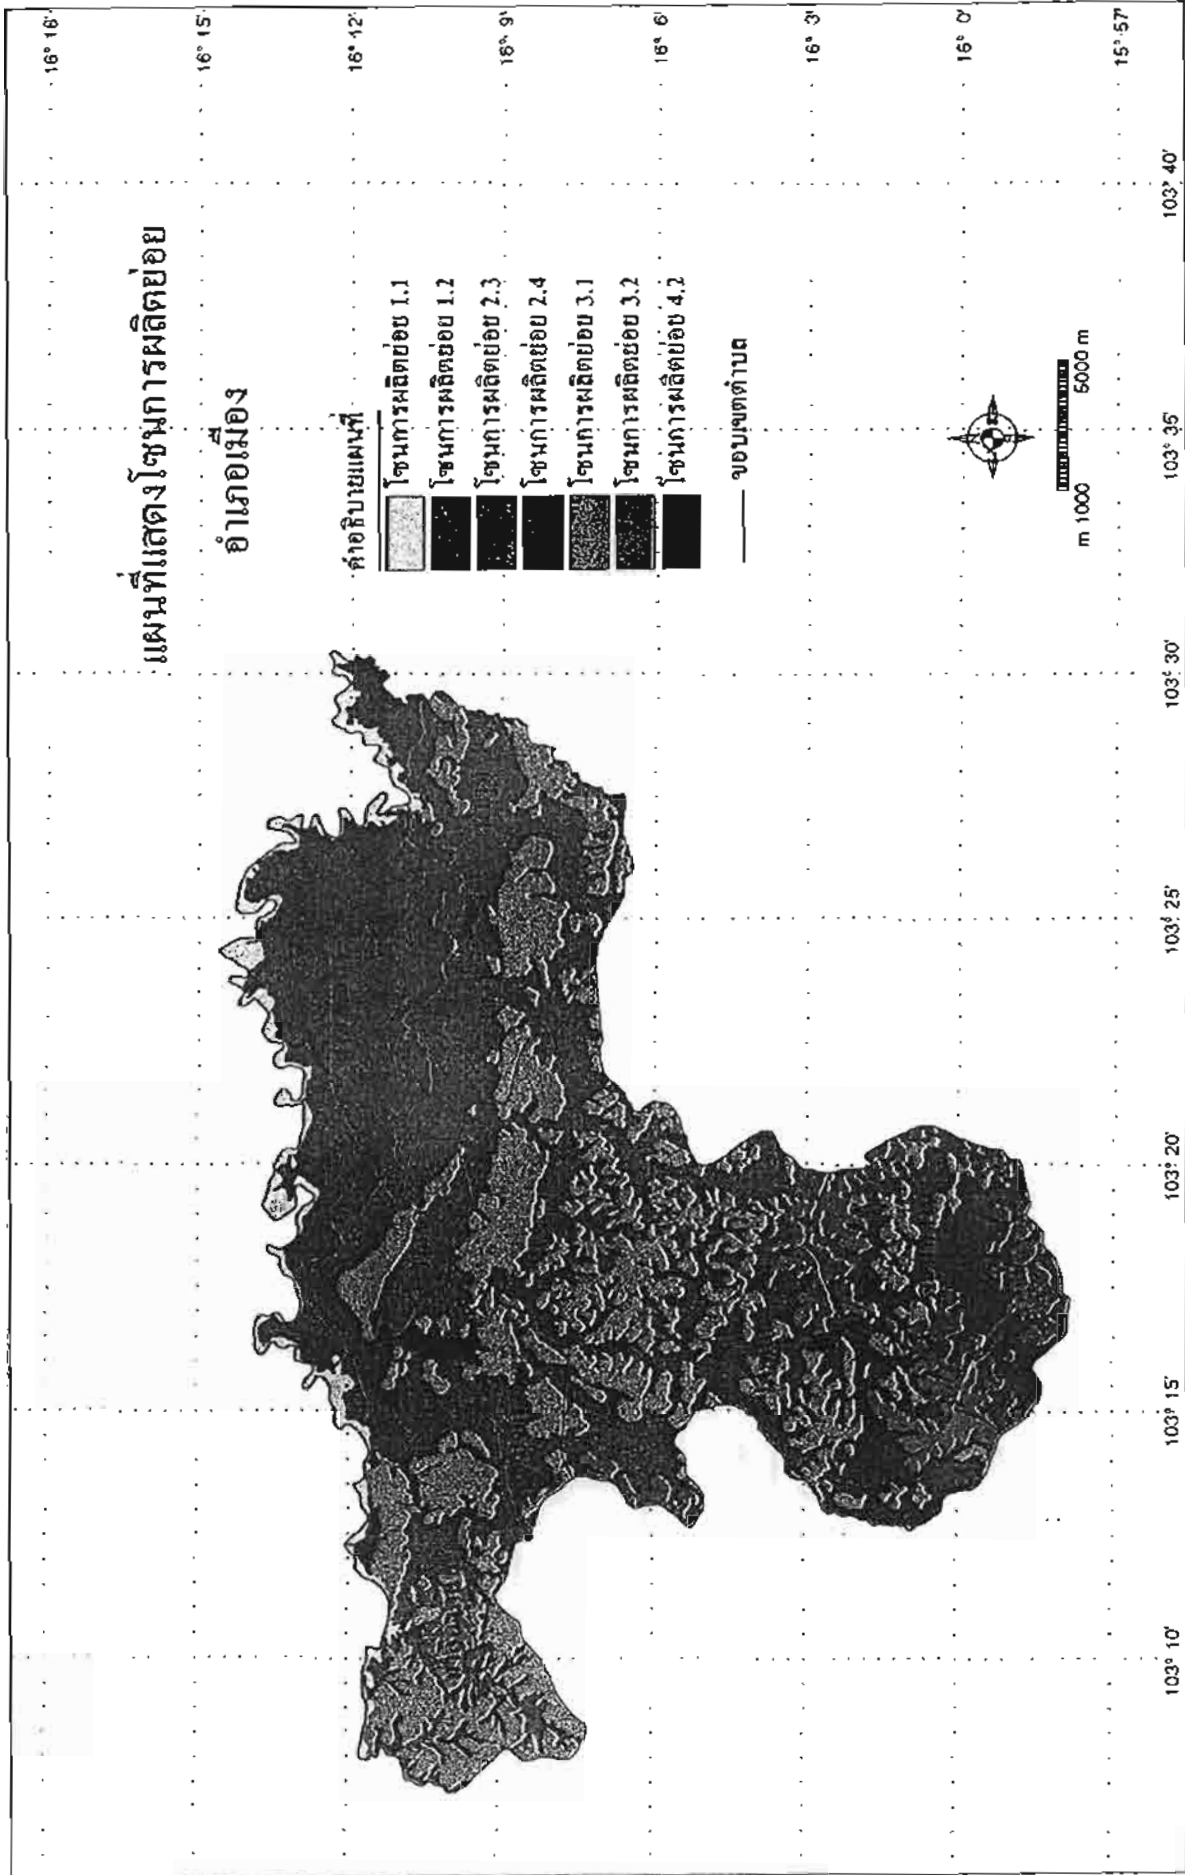 แผนที่แสดงโซนการผลิตย่อย
อำเภอเมือง
คำอธิบายแผนที่
โซนการผลิตย่อย 1.1
โซนการผลิตย่อย 1.2
โซนการผลิตย่อย 2.3
โซนการผลิตย่อย 2.4
โซนการผลิตย่อย 3.1
โซนการผลิตย่อย 3.2
โซนการผลิตย่อย 4.2
ขอบเขตตำบล
m 1000 5000 m
16° 18'
16° 15'
16° 12'
16° 9'
16° 6'
16° 3'
16° 0'
15° 57'
103° 10'
103° 15'
103° 20'
103° 25'
103° 30'
103° 35'
103° 40'